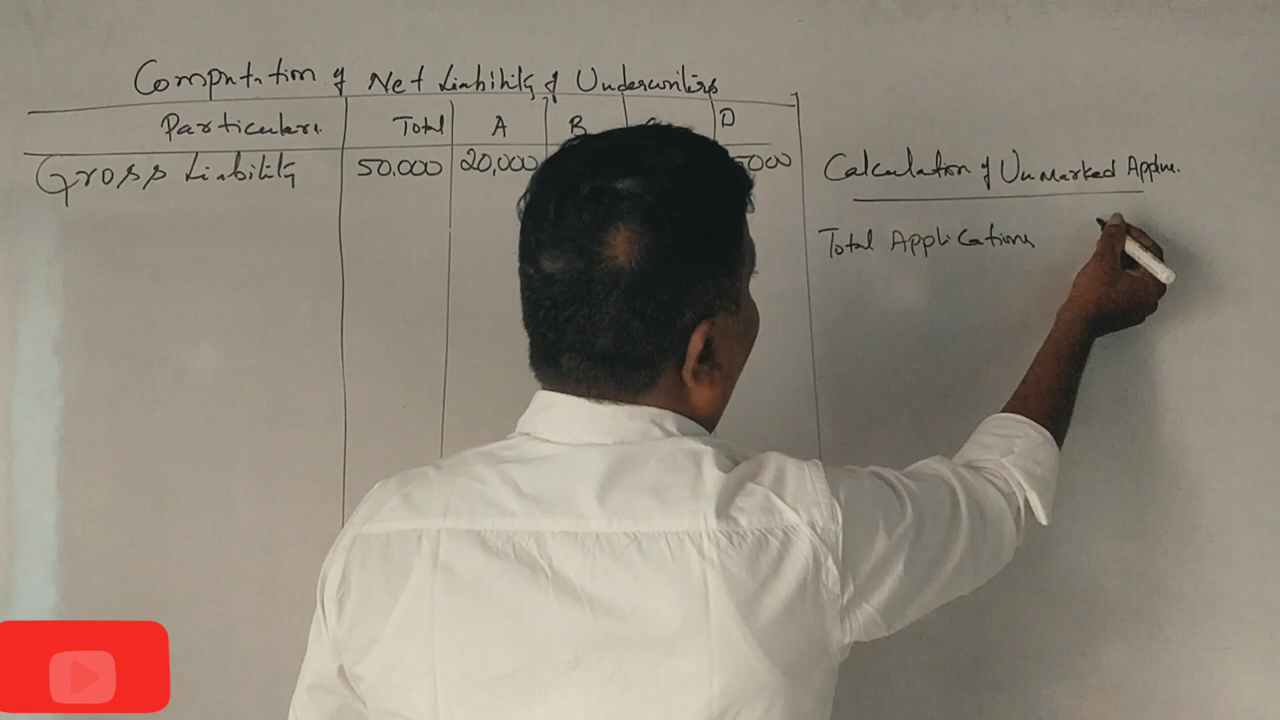 Computation of Net Liability of Underwriters
Particulars. Total A B D
Gross Liability 50,000 20,000 000
Calculation of Unmarked Appln.
Total Applications